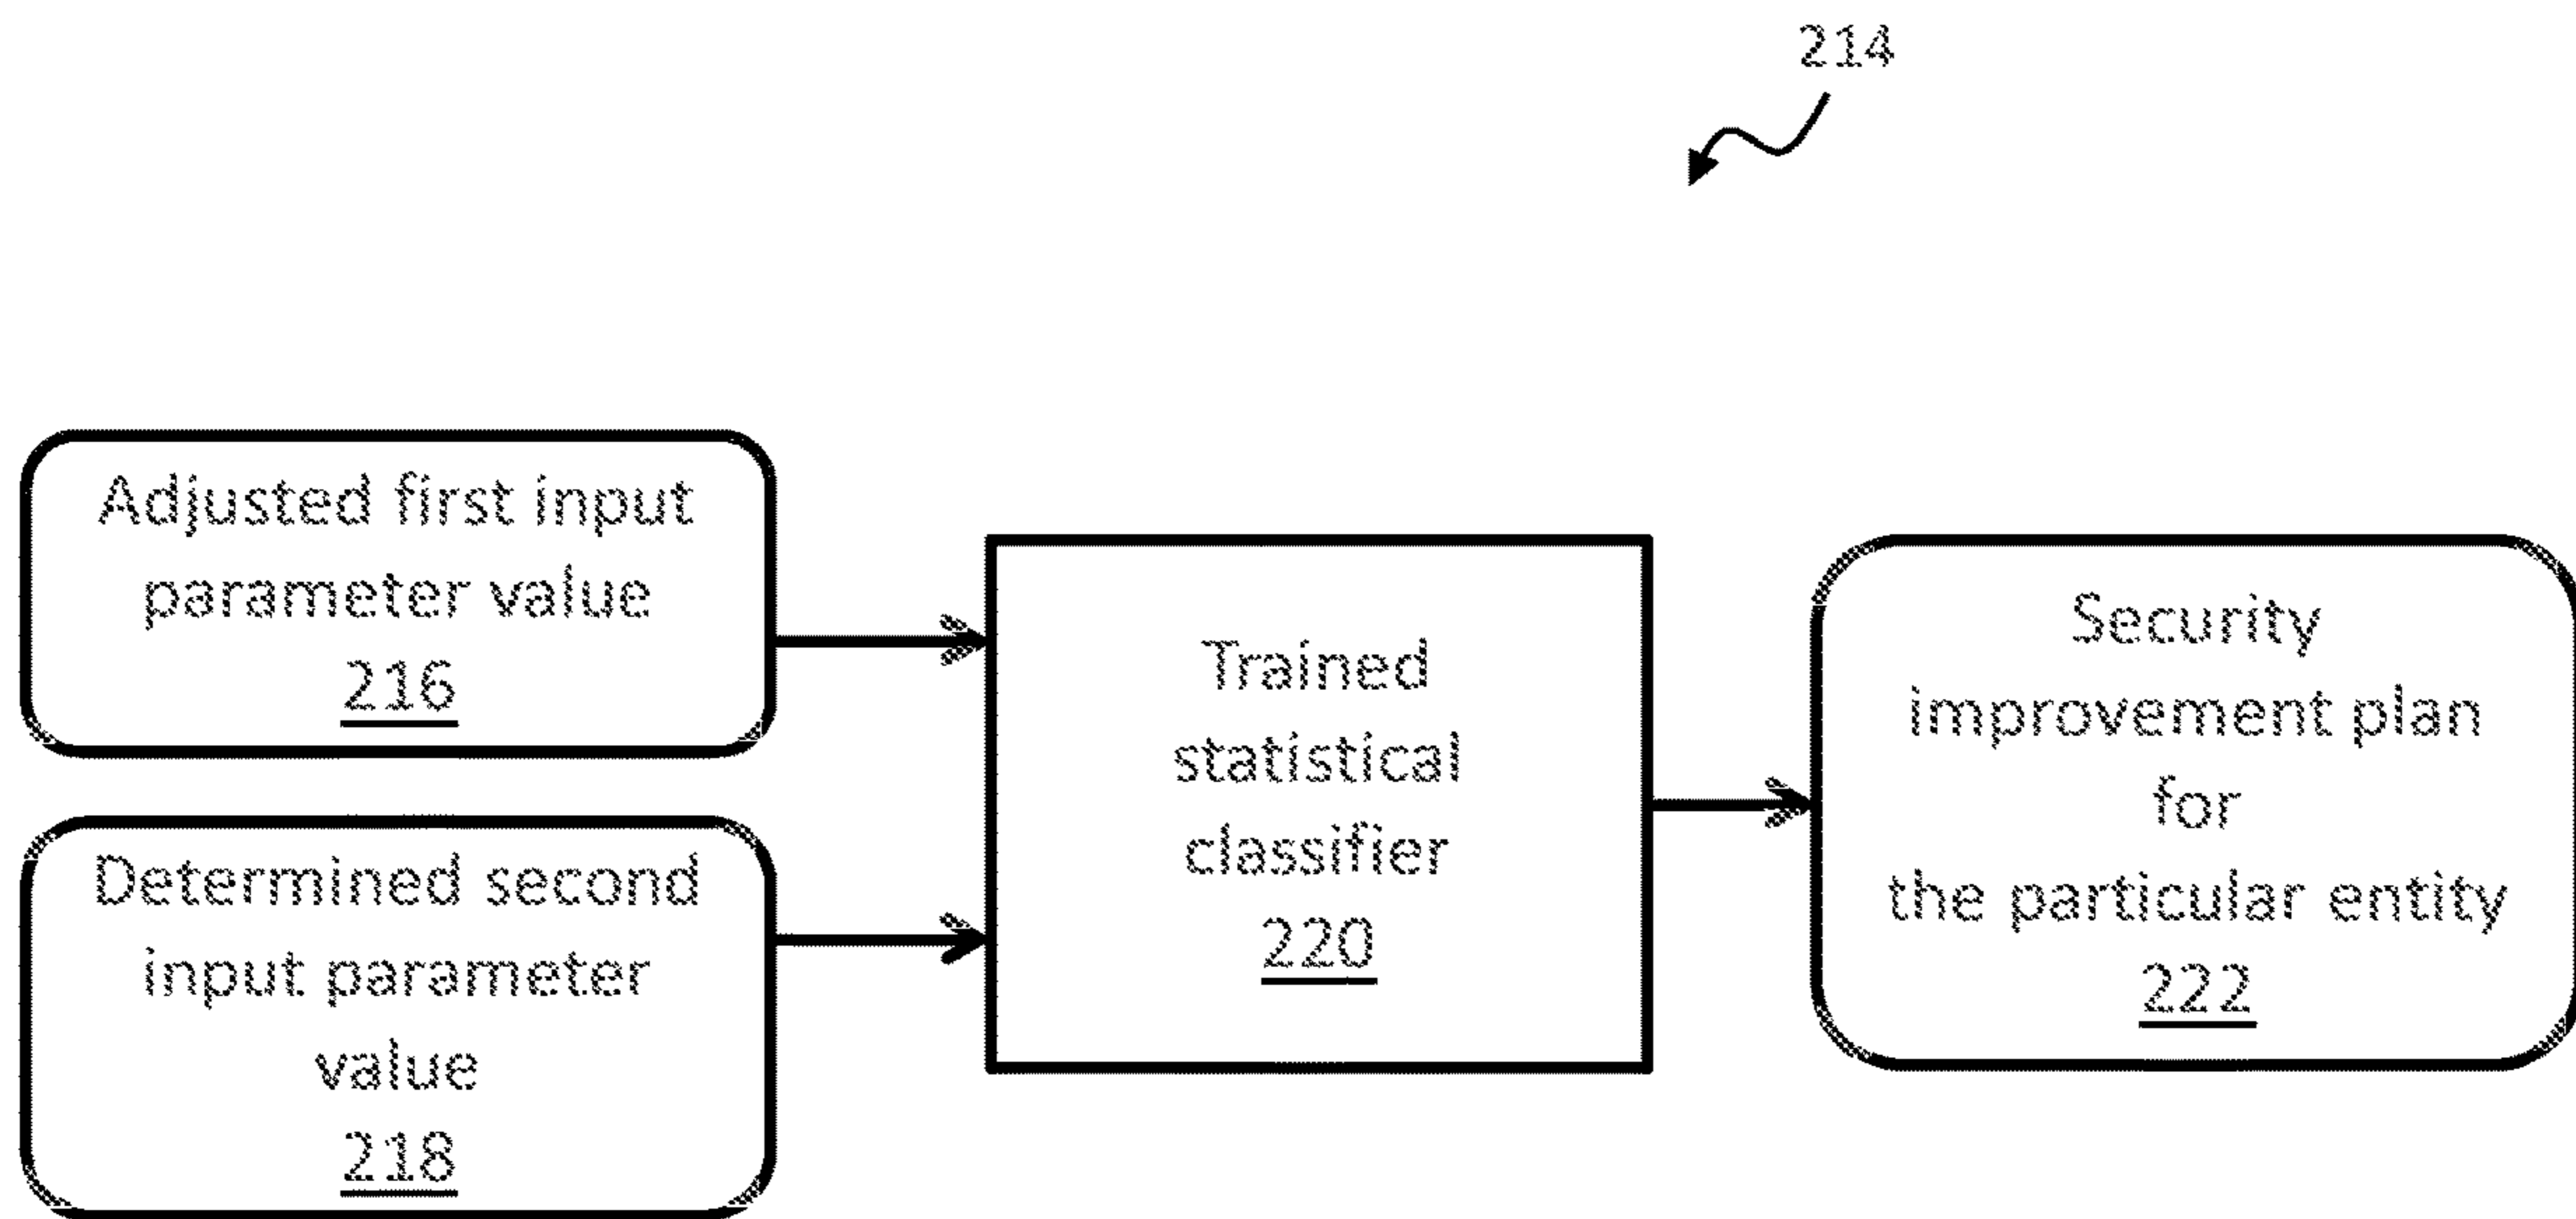 214
Adjusted first input
parameter value
216
Determined second
input parameter
value
218
Trained
statistical
classifier
220
Security
improvement plan
for
the particular entity
222